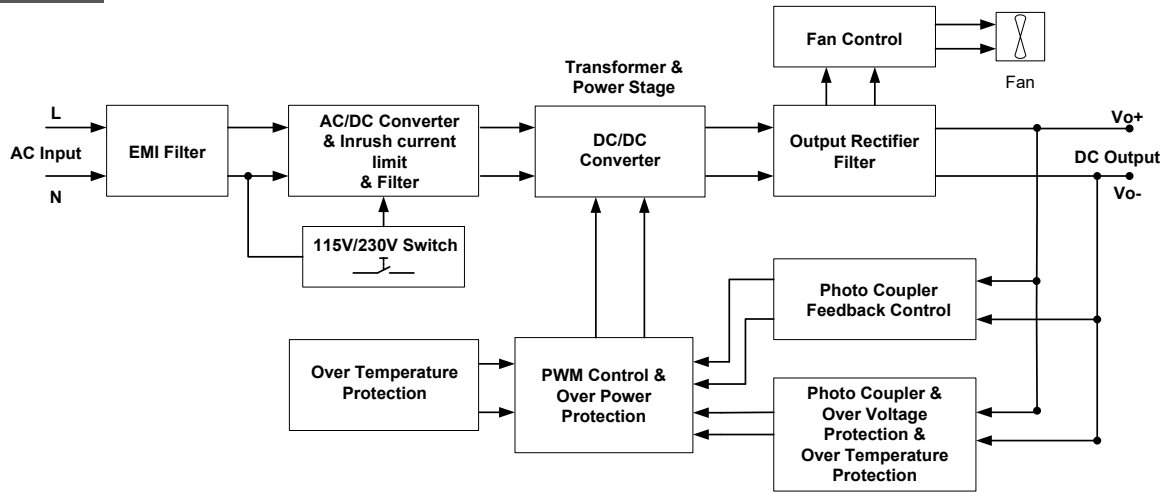 Fan Control
Fan
Transformer &
Power Stage
L
AC Input
N
EMI Filter
AC/DC Converter
& Inrush current
limit
& Filter
DC/DC
Converter
Output Rectifier
Filter
Vo+
DC Output
Vo-
115V/230V Switch
Photo Coupler
Feedback Control
Over Temperature
Protection
PWM Control &
Over Power
Protection
Photo Coupler &
Over Voltage
Protection &
Over Temperature
Protection